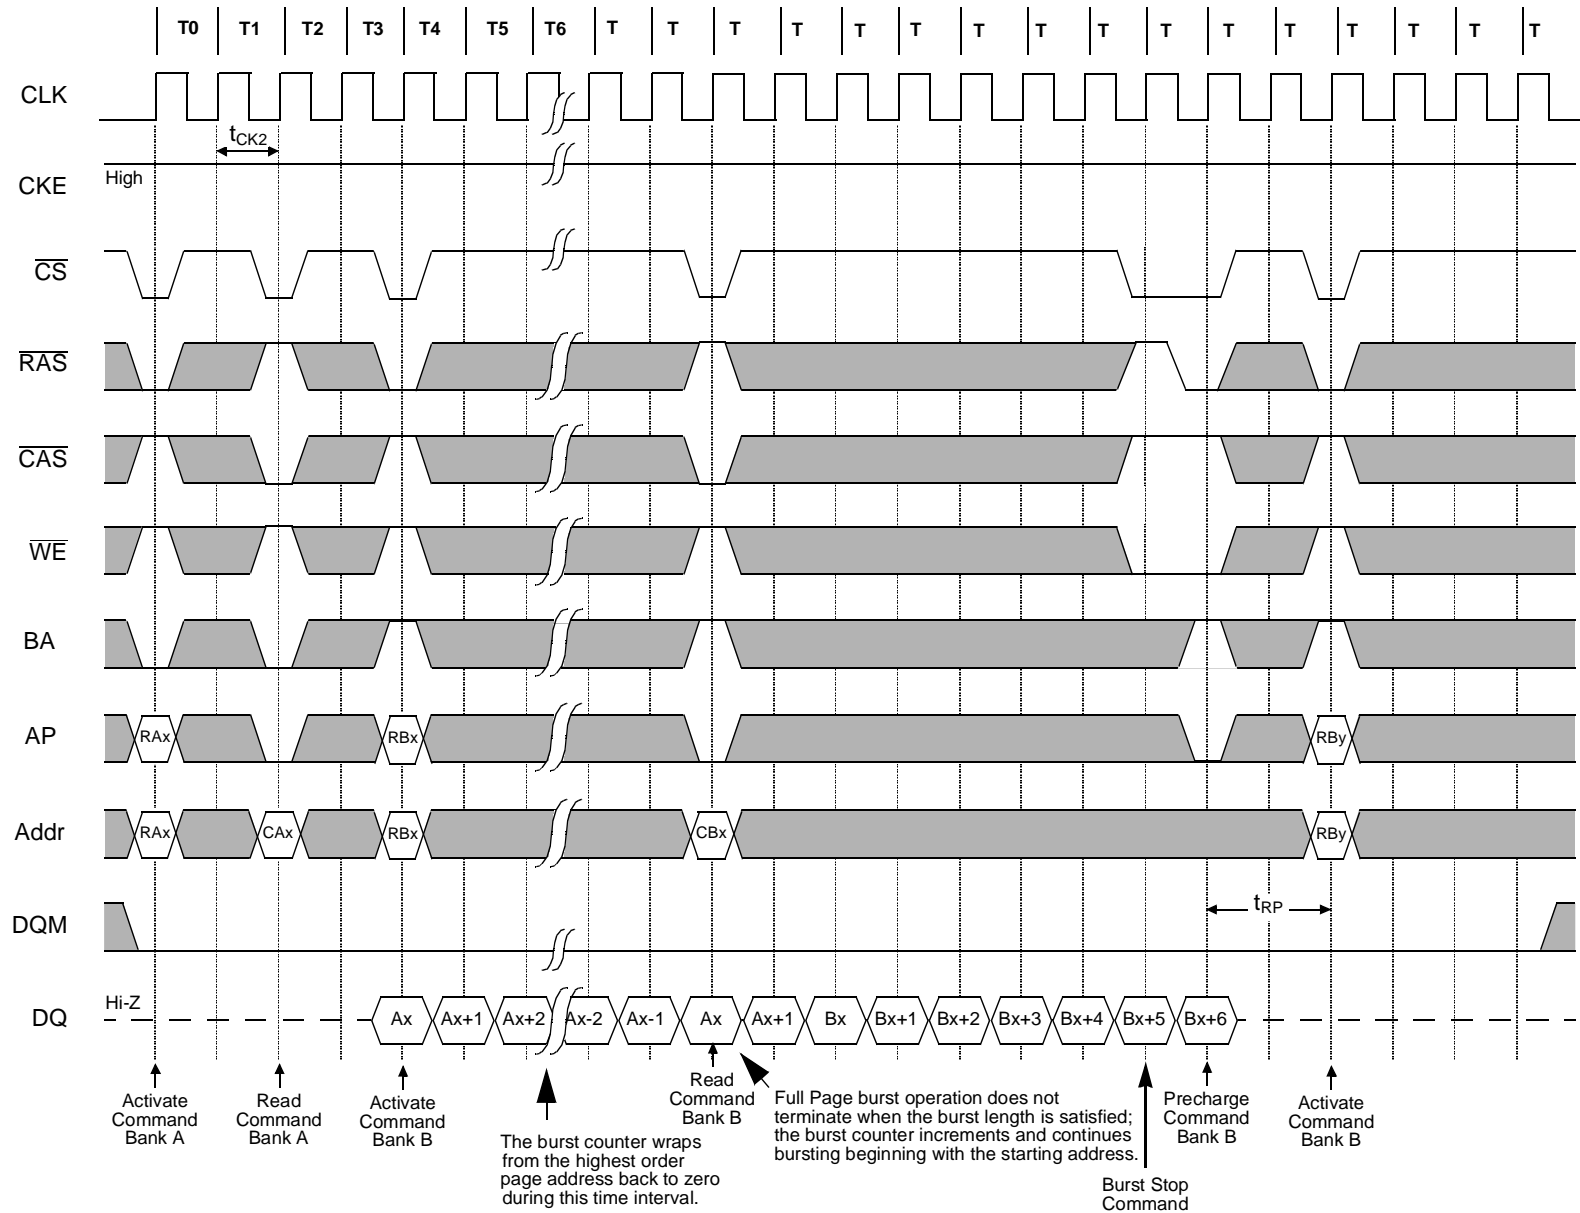 T0 T1 T2 T3 T4 T5 T6 T T T T T T T T T T T T T T T T
CLK
tCK2
CKE
High
CS
RAS
CAS
WE
BA
AP
RAx RBx RBy
Addr
RAx CAx RBx CBx RBy
DQM
tRP
DQ
Hi-Z
Ax Ax+1 Ax+2 Ax-2 Ax-1 Ax Ax+1 Bx Bx+1 Bx+2 Bx+3 Bx+4 Bx+5 Bx+6
Activate
Command
Bank A
Read
Command
Bank A
Activate
Command
Bank B
The burst counter wraps
from the highest order
page address back to zero
during this time interval.
Read
Command
Bank B
Full Page burst operation does not
terminate when the burst length is satisfied;
the burst counter increments and continues
bursting beginning with the starting address.
Burst Stop
Command
Precharge
Command
Bank B
Activate
Command
Bank B